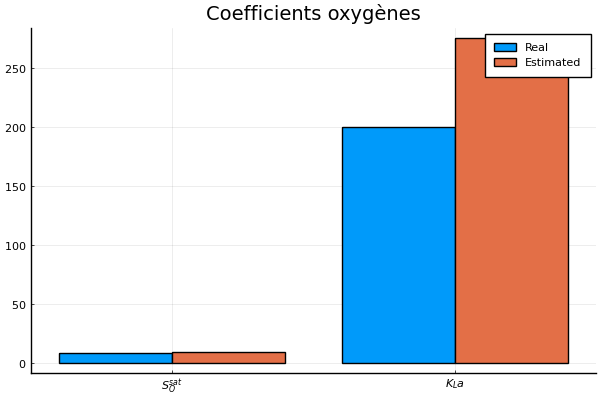 Coefficients oxygènes
Real
Estimated
250
200
150
100
50
0
S_O^sat
K_La